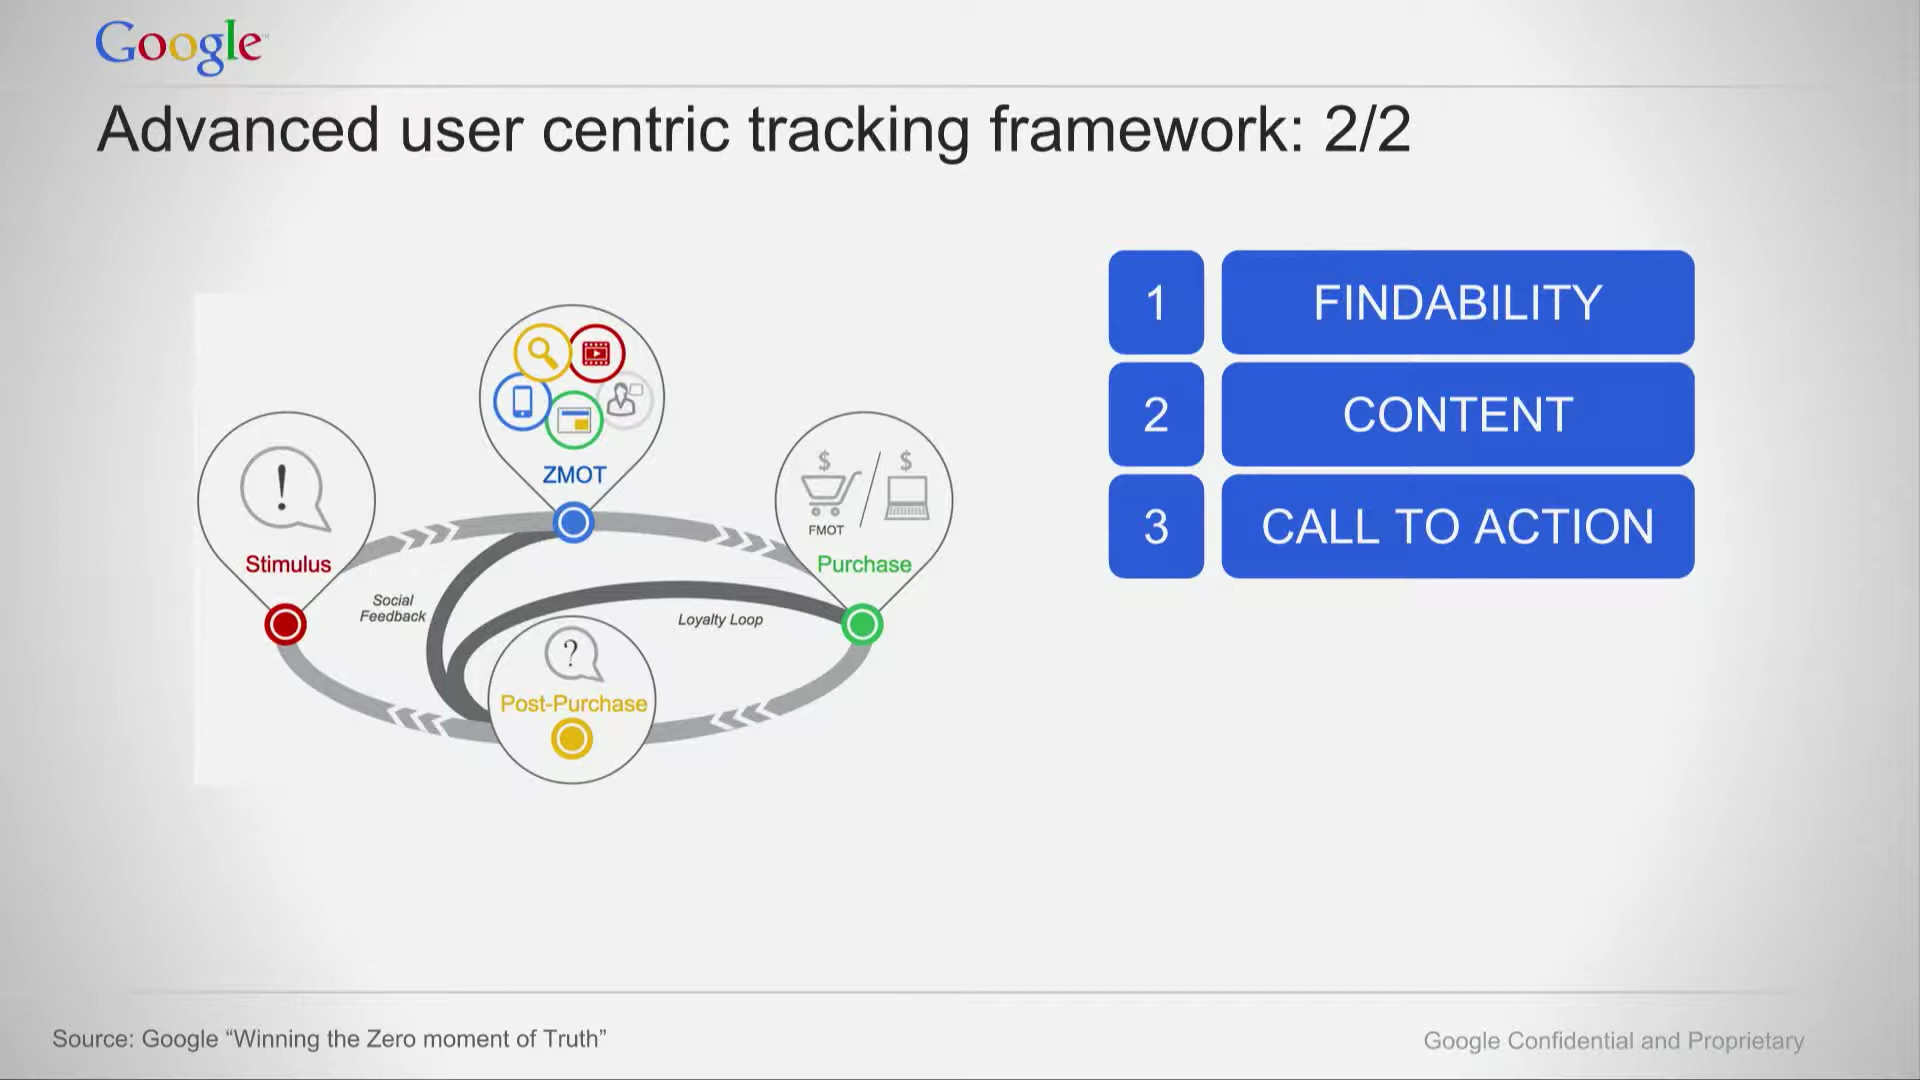 Google™
Advanced user centric tracking framework: 2/2
1 FINDABILITY
2 CONTENT
3 CALL TO ACTION
ZMOT
!
Stimulus
$ / $
FMOT
Purchase
Social
Feedback
Loyalty Loop
?
Post-Purchase
Source: Google “Winning the Zero moment of Truth”
Google Confidential and Proprietary